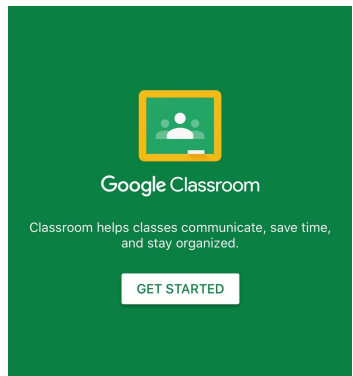 Google Classroom
Classroom helps classes communicate, save time,
and stay organized.
GET STARTED